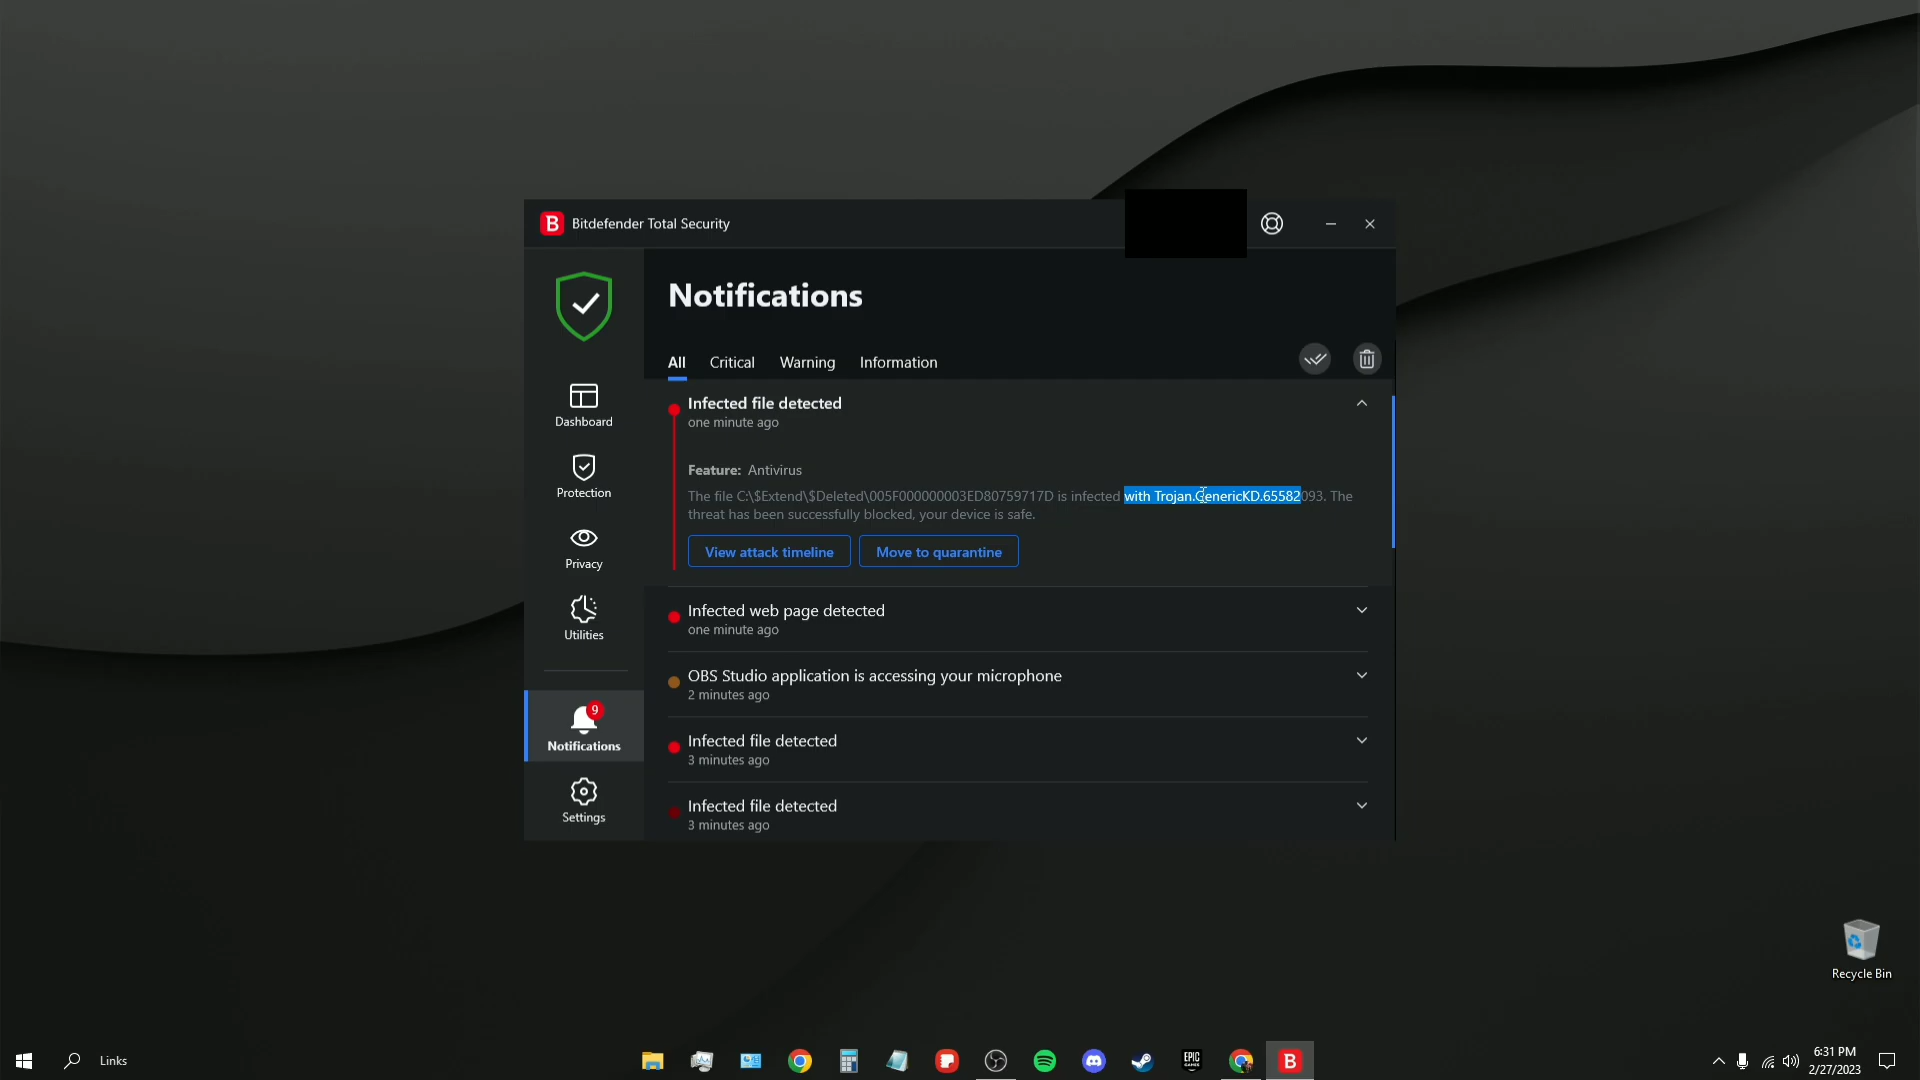 B Bitdefender Total Security
Notifications
All Critical Warning Information
Dashboard
Protection
Privacy
Utilities
9
Notifications
Settings
Infected file detected
one minute ago
Feature: Antivirus
The file C:\$Extend\$Deleted\005F000000003ED80759717D is infected with Trojan.GenericKD.65582093. The
threat has been successfully blocked, your device is safe.
View attack timeline Move to quarantine
Infected web page detected
one minute ago
OBS Studio application is accessing your microphone
2 minutes ago
Infected file detected
3 minutes ago
Infected file detected
3 minutes ago
Recycle Bin
Links
EPIC
GAMES
B
6:31 PM
2/27/2023